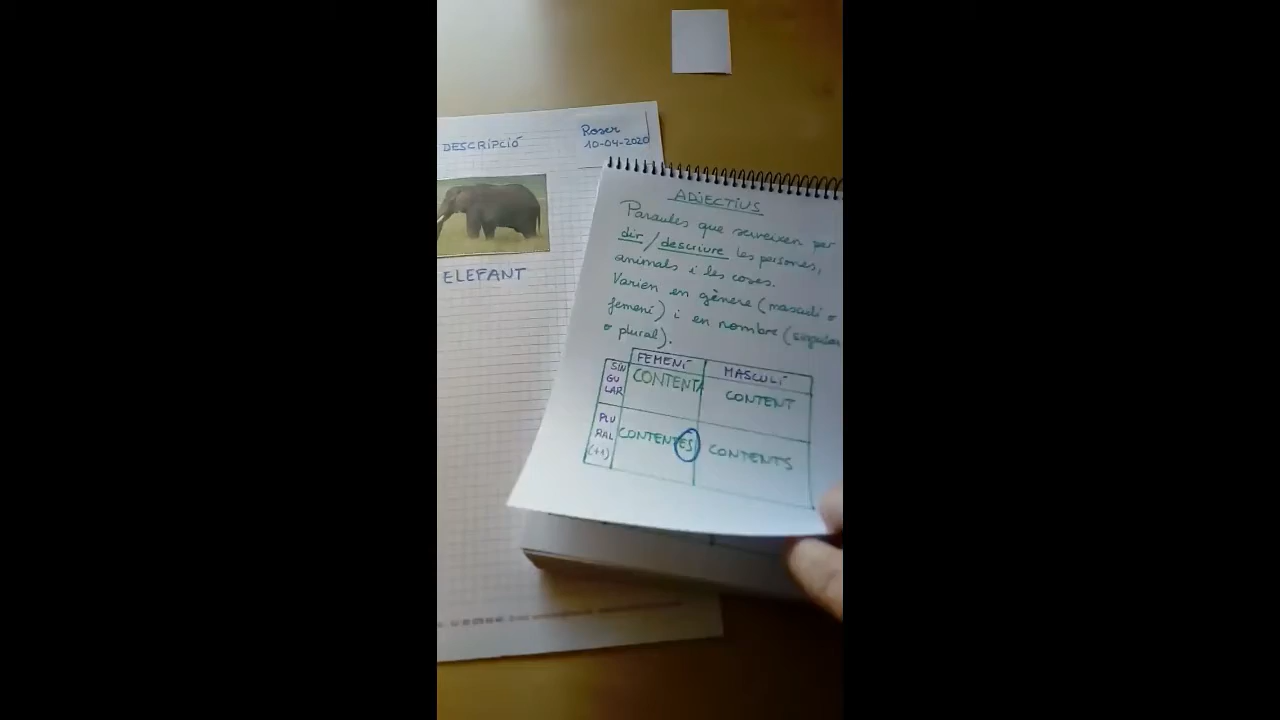 DESCRIPCIÓ
Roser
10-04-2020
ELEFANT
ADJECTIUS
Paraules que serveixen per
dir/descriure les persones,
animals i les coses.
Varien en gènere (masculí o
femení) i en nombre (singular
o plural).
FEMENÍ MASCULÍ
SIN
GU
LAR
CONTENTA CONTENT
PLU
RAL
(+1)
CONTENTES CONTENTS